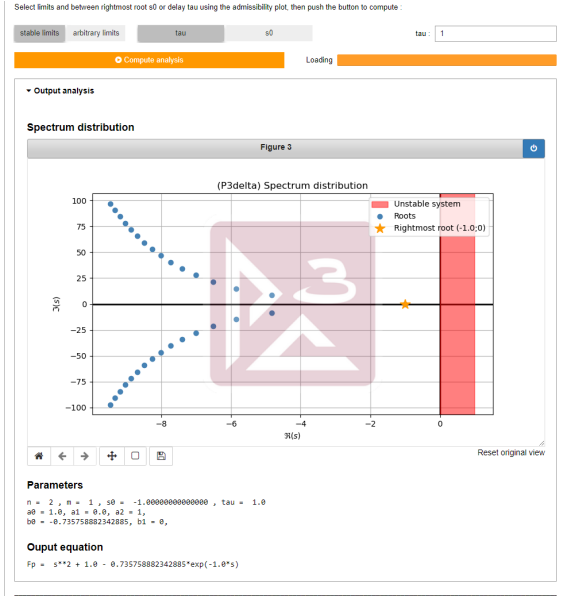 Select limits and between rightmost root s0 or delay tau using the admissibility plot, then push the button to compute :
stable limits arbitrary limits tau s0 tau : 1
Compute analysis Loading
Output analysis
Spectrum distribution
Figure 3
(P3delta) Spectrum distribution
Unstable system
Roots
Rightmost root (-1.0;0)
100
75
50
25
0
−25
−50
−75
−100
ℑ(s)
−8 −6 −4 −2 0
ℜ(s)
Reset original view
Parameters
n = 2 , m = 1 , s0 = -1.00000000000000 , tau = 1.0
a0 = 1.0, a1 = 0.0, a2 = 1,
b0 = -0.735758882342885, b1 = 0,
Ouput equation
Fp = s**2 + 1.0 - 0.735758882342885*exp(-1.0*s)